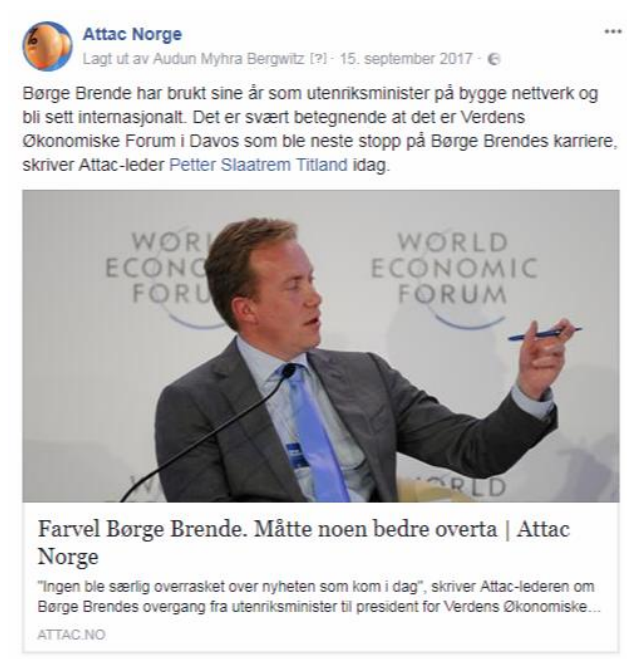 Attac Norge
Lagt ut av Audun Myhra Bergwitz [?] · 15. september 2017 ·
Børge Brende har brukt sine år som utenriksminister på bygge nettverk og
bli sett internasjonalt. Det er svært betegnende at det er Verdens
Økonomiske Forum i Davos som ble neste stopp på Børge Brendes karriere,
skriver Attac-leder Petter Slaatrem Titland idag.
WORL
ECONO
FORU
WORLD
ECONOMIC
FORUM
W
ORLD
Farvel Børge Brende. Måtte noen bedre overta | Attac
Norge
"Ingen ble særlig overrasket over nyheten som kom i dag", skriver Attac-lederen om
Børge Brendes overgang fra utenriksminister til president for Verdens Økonomiske...
ATTAC.NO